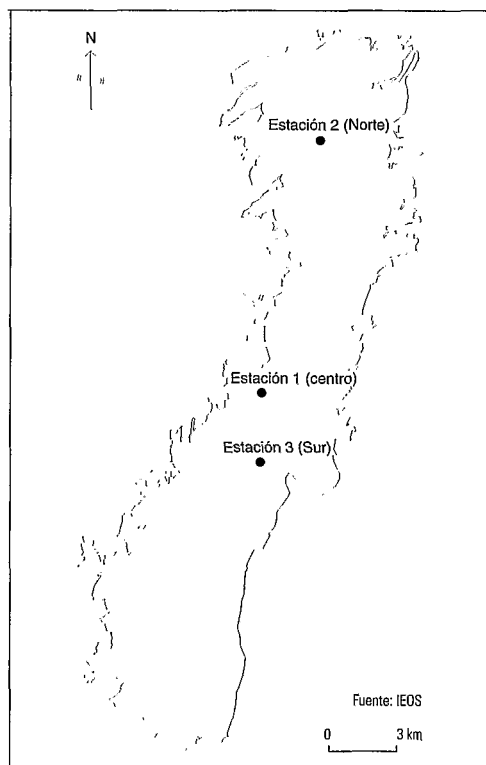 N
Estación 2 (Norte)
Estación 1 (centro)
Estación 3 (Sur)
Fuente: IEOS
0 3 km